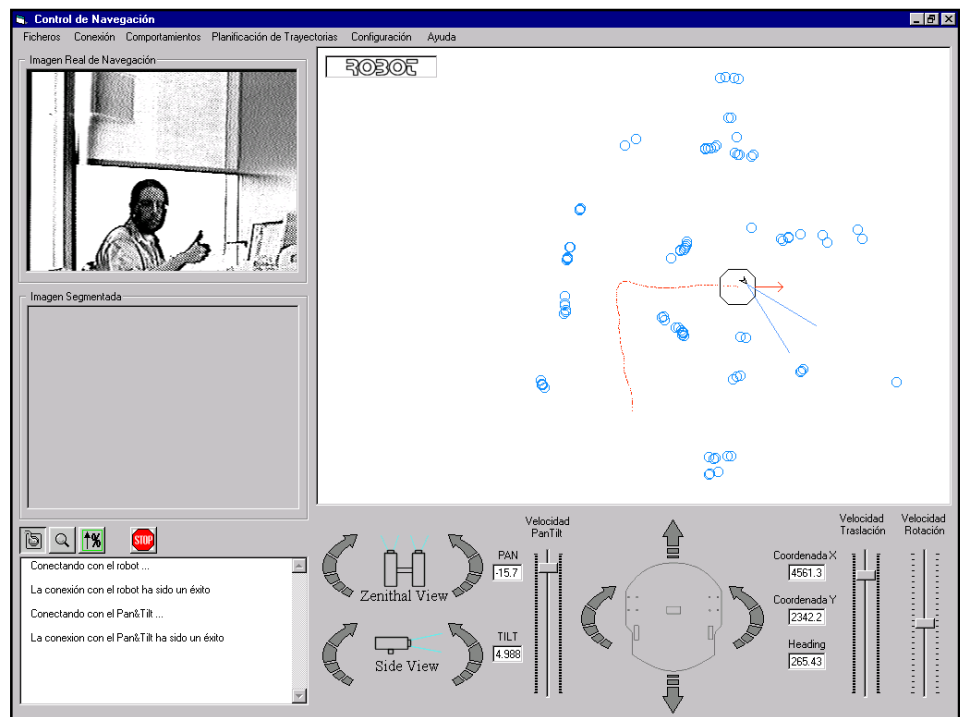 Control de Navegación
Ficheros Conexión Comportamientos Planificación de Trayectorias Configuración Ayuda
Imagen Real de Navegación
ROBOT
Imagen Segmentada
STOP
Conectando con el robot ...
La conexión con el robot ha sido un éxito
Conectando con el Pan&Tilt ...
La conexion con el Pan&Tilt ha sido un éxito
Zenithal View
Side View
PAN
-15.7
TILT
4.988
Velocidad
PanTilt
Coordenada X
4561.3
Coordenada Y
2342.2
Heading
265.43
Velocidad
Traslación
Velocidad
Rotación